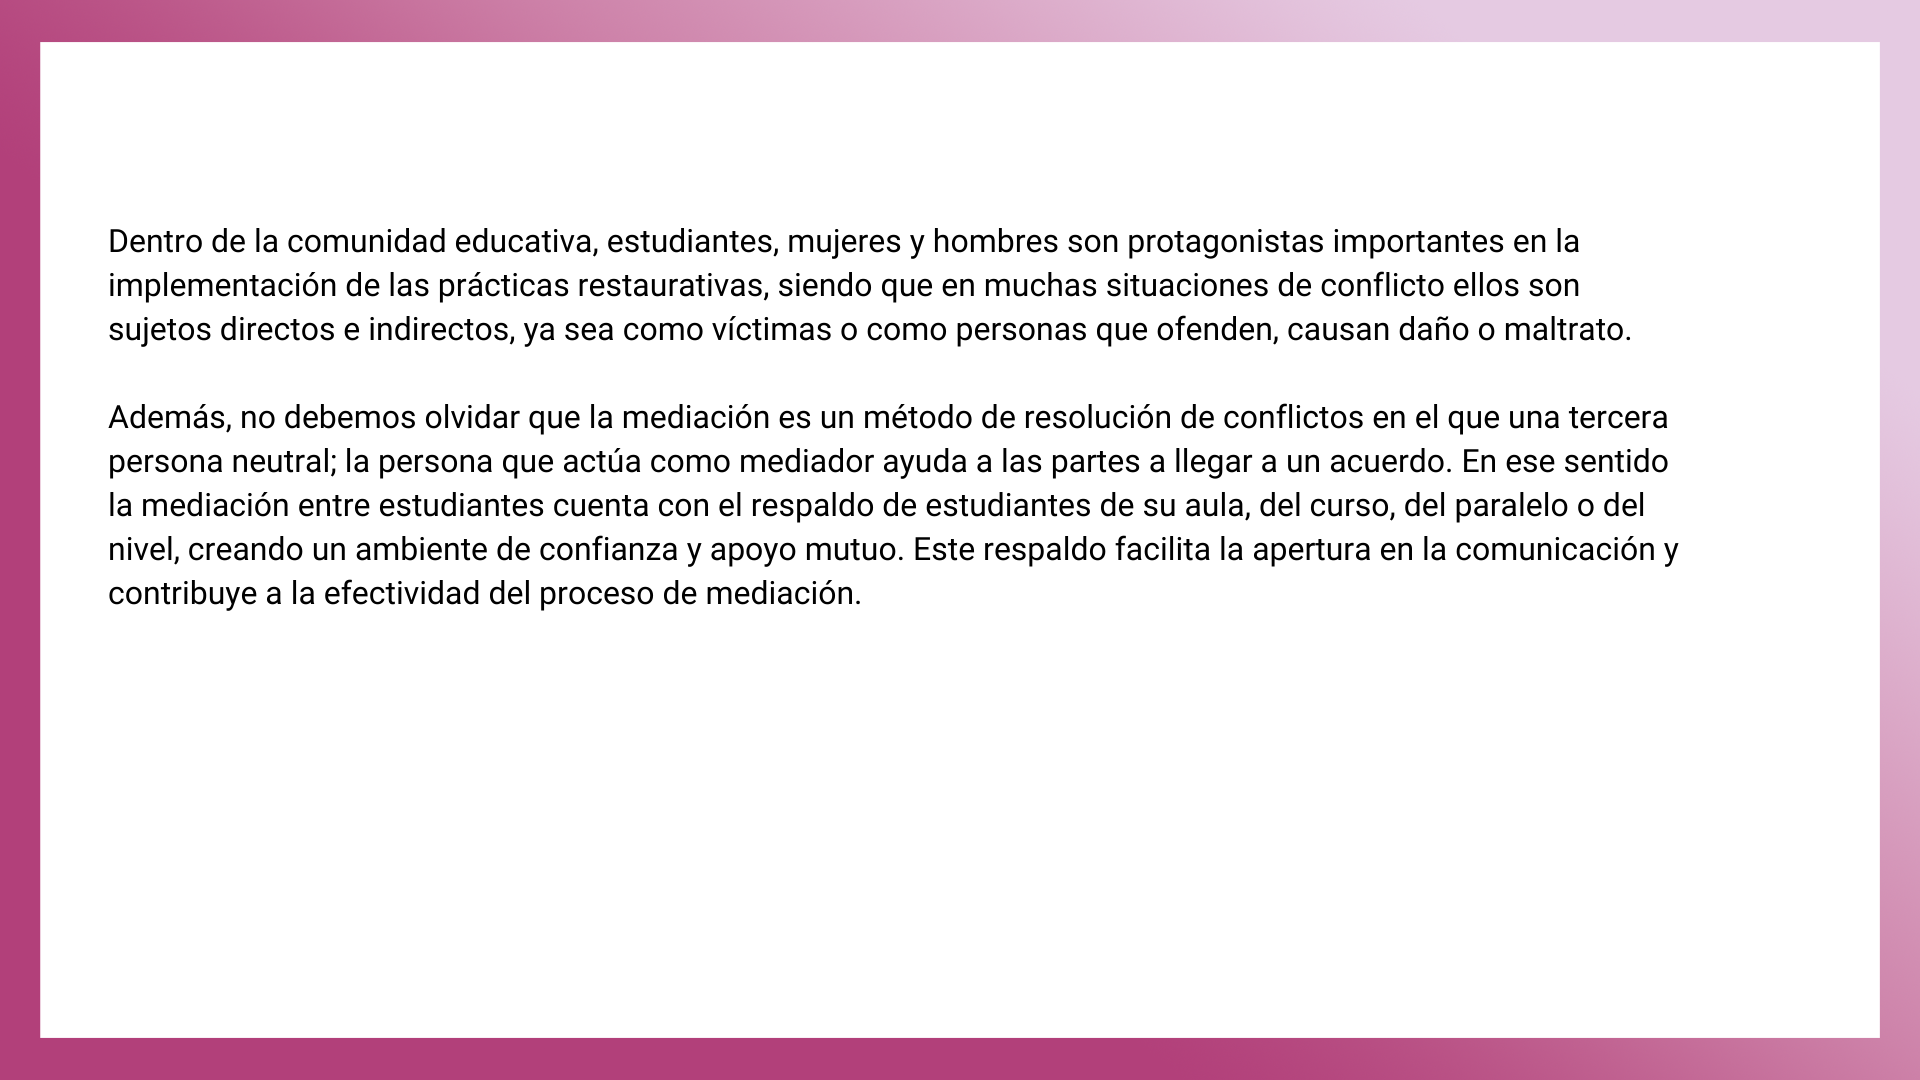 Dentro de la comunidad educativa, estudiantes, mujeres y hombres son protagonistas importantes en la
implementación de las prácticas restaurativas, siendo que en muchas situaciones de conflicto ellos son
sujetos directos e indirectos, ya sea como víctimas o como personas que ofenden, causan daño o maltrato.
Además, no debemos olvidar que la mediación es un método de resolución de conflictos en el que una tercera
persona neutral; la persona que actúa como mediador ayuda a las partes a llegar a un acuerdo. En ese sentido
la mediación entre estudiantes cuenta con el respaldo de estudiantes de su aula, del curso, del paralelo o del
nivel, creando un ambiente de confianza y apoyo mutuo. Este respaldo facilita la apertura en la comunicación y
contribuye a la efectividad del proceso de mediación.